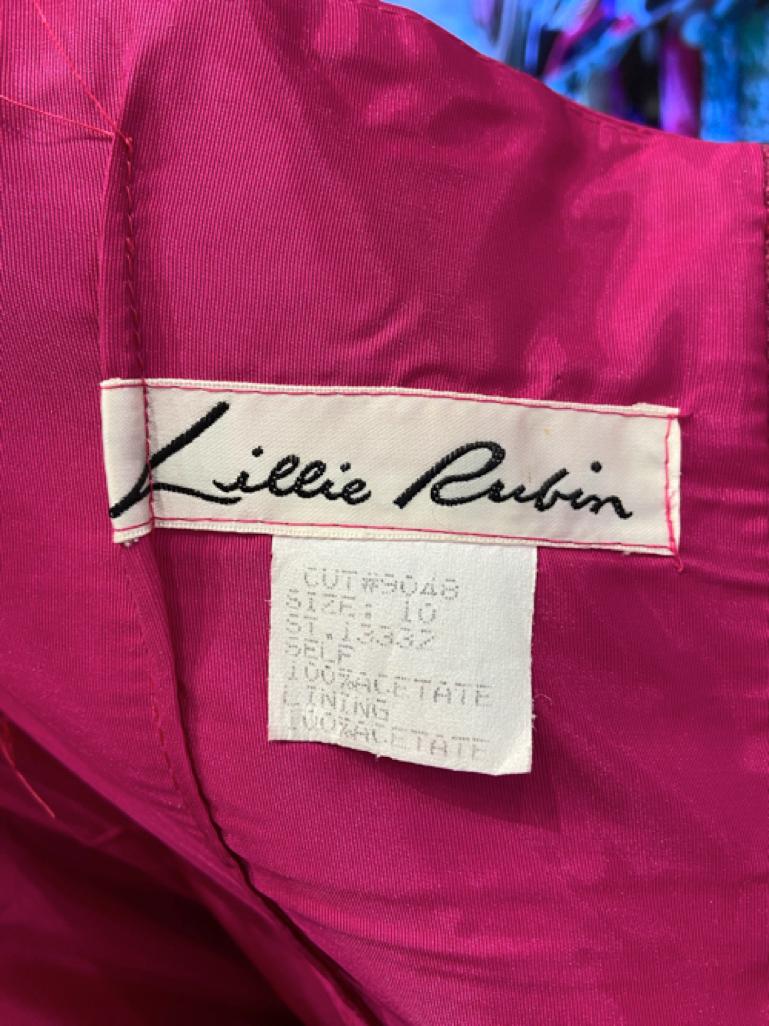 Lillie Rubin
CUT#9048
SIZE: 10
ST.13337
SELF
100%ACETATE
LINING
100%ACETATE